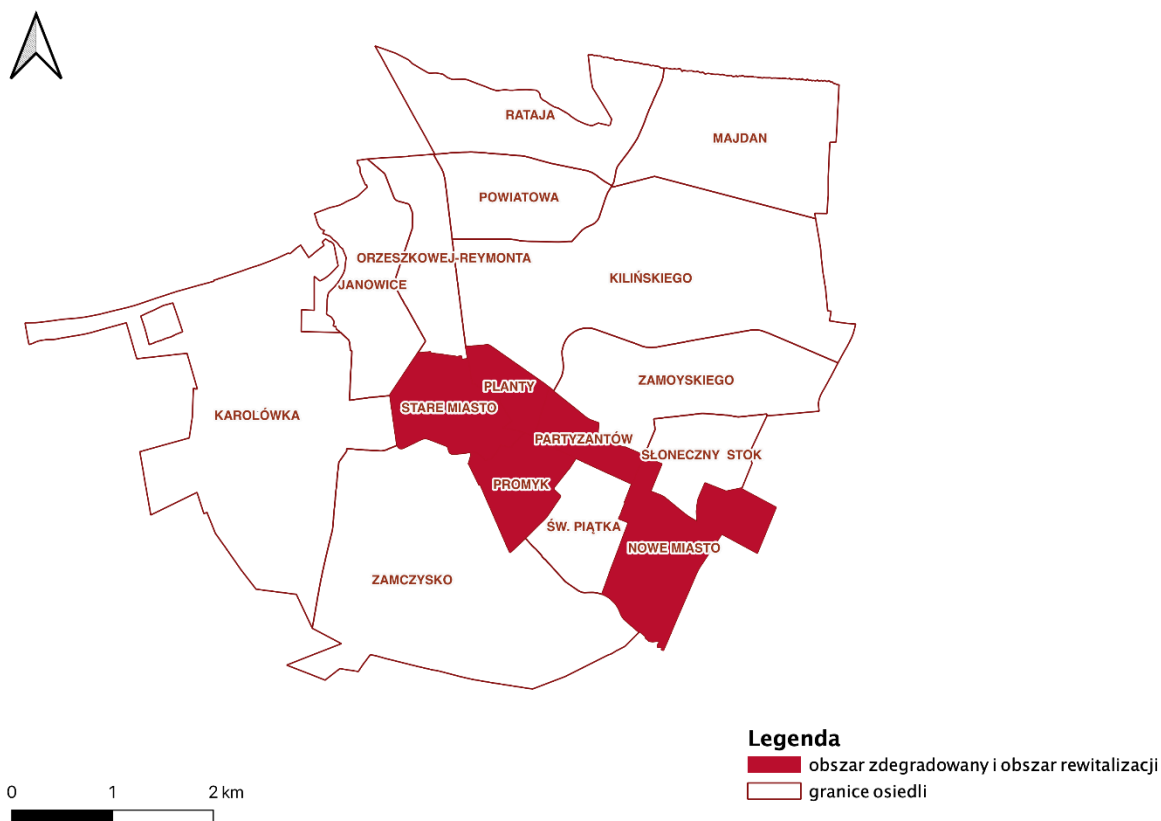 RATAJA
MAJDAN
POWIATOWA
ORZESZKOWEJ-REYMONTA
KILIŃSKIEGO
JANOWICE
ZAMOYSKIEGO
PLANTY
STARE MIASTO
KAROLÓWKA
PARTYZANTÓW
SŁONECZNY STOK
PROMYK
ŚW. PIĄTKA
NOWE MIASTO
ZAMCZYSKO
Legenda
obszar zdegradowany i obszar rewitalizacji
granice osiedli
0 1 2 km